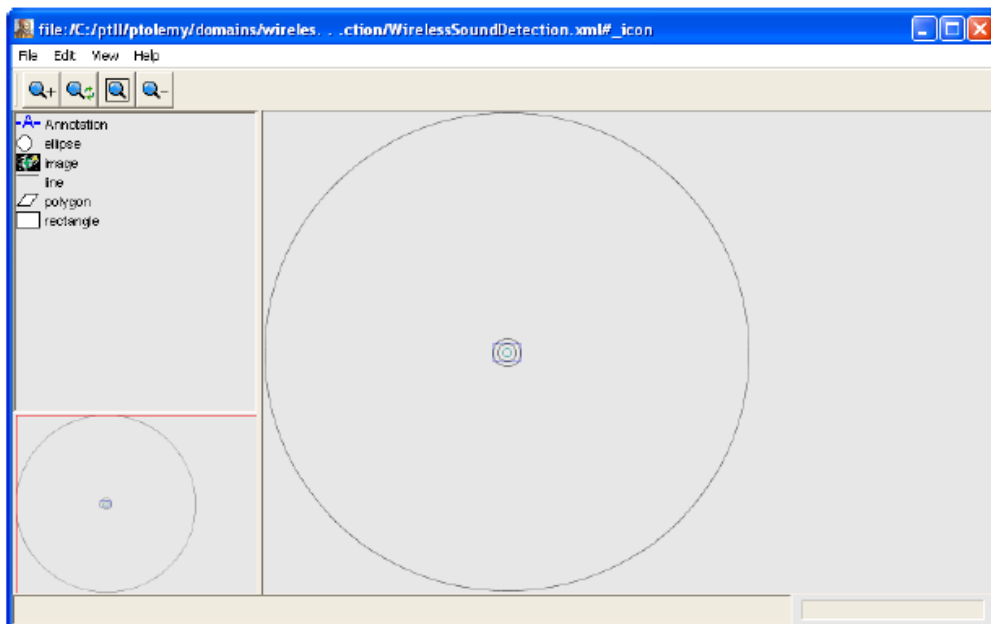 file:/C:/ptII/ptolemy/domains/wireles. . .ction/WirelessSoundDetection.xml#_icon
File Edit View Help
Annotation
ellipse
image
line
polygon
rectangle